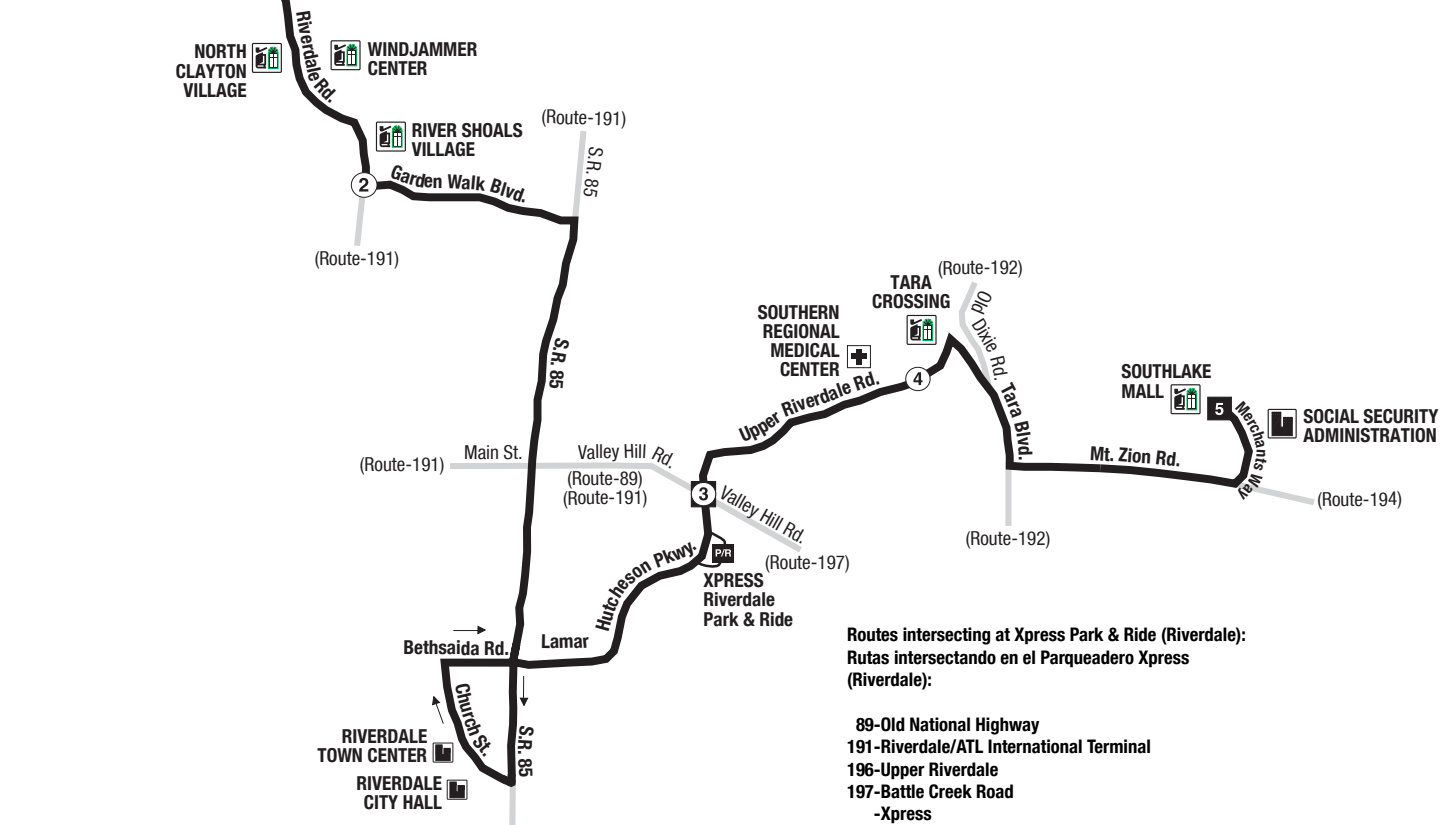 Riverdale Rd.
NORTH
CLAYTON
VILLAGE
WINDJAMMER
CENTER
RIVER SHOALS
VILLAGE
(Route-191)
S.R. 85
2
Garden Walk Blvd.
(Route-191)
S.R. 85
(Route-192)
Old Dixie Rd.
TARA
CROSSING
SOUTHERN
REGIONAL
MEDICAL
CENTER
4
Upper Riverdale Rd.
Tara Blvd.
SOUTHLAKE
MALL
5
Merchants Way
SOCIAL SECURITY
ADMINISTRATION
Mt. Zion Rd.
(Route-194)
(Route-192)
(Route-191)
Main St.
Valley Hill Rd.
(Route-89)
(Route-191)
3
Valley Hill Rd.
(Route-197)
P/R
XPRESS
Riverdale
Park & Ride
Lamar Hutcheson Pkwy.
Bethsaida Rd.
Church St.
S.R. 85
RIVERDALE
TOWN CENTER
RIVERDALE
CITY HALL
Routes intersecting at Xpress Park & Ride (Riverdale):
Rutas intersectando en el Parqueadero Xpress
(Riverdale):
89-Old National Highway
191-Riverdale/ATL International Terminal
196-Upper Riverdale
197-Battle Creek Road
-Xpress